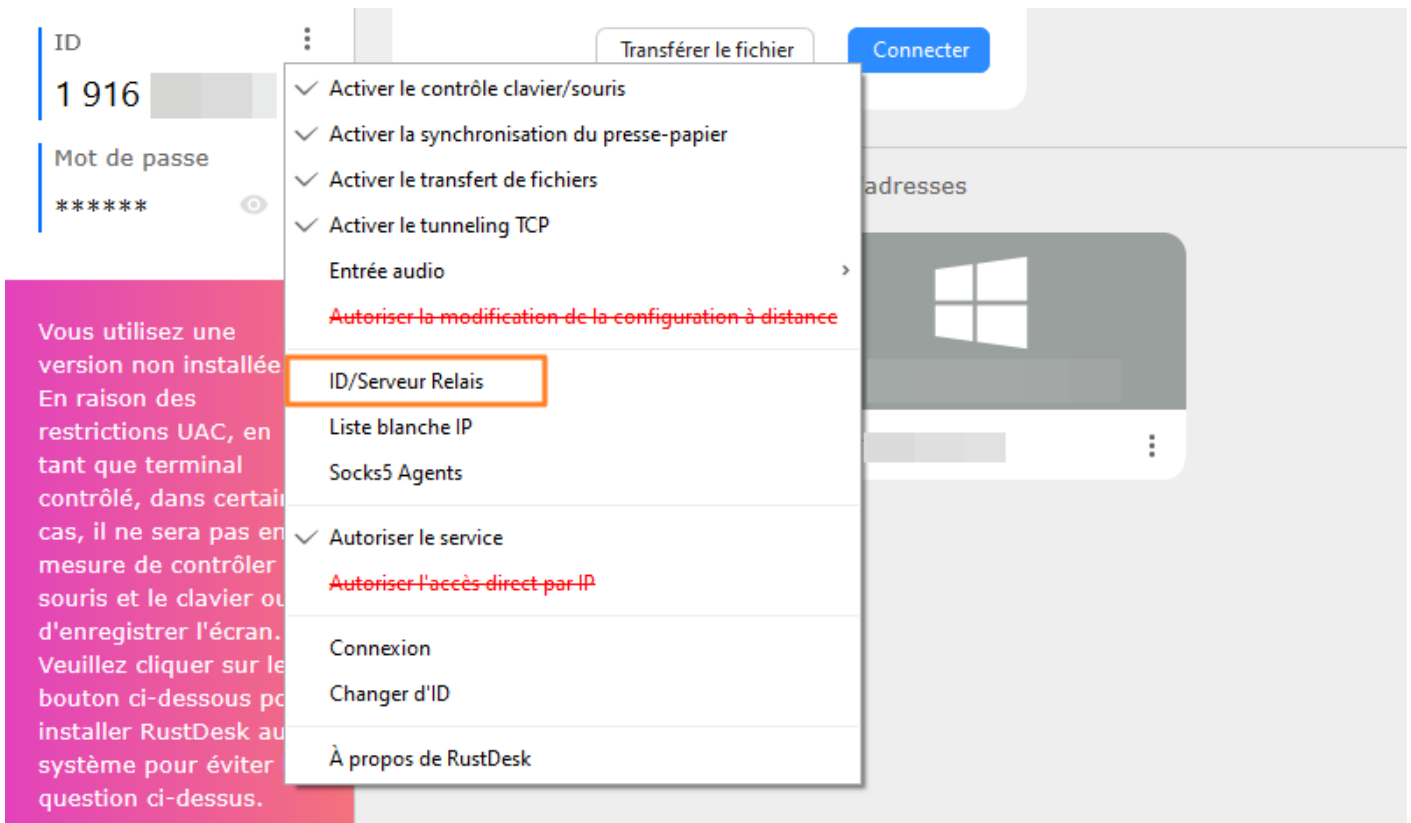 ID
1 916
Mot de passe
******
Transférer le fichier
Connecter
adresses
Activer le contrôle clavier/souris
Activer la synchronisation du presse-papier
Activer le transfert de fichiers
Activer le tunneling TCP
Entrée audio
Autoriser la modification de la configuration à distance
ID/Serveur Relais
Liste blanche IP
Socks5 Agents
Autoriser le service
Autoriser l'accès direct par IP
Connexion
Changer d'ID
À propos de RustDesk
Vous utilisez une
version non installée
En raison des
restrictions UAC, en
tant que terminal
contrôlé, dans
cas, il ne sera pas en
mesure de contrôler
souris et le clavier
d'enregistrer l'écran.
Veuillez cliquer sur le
bouton ci-dessous
installer RustDesk
système pour éviter
question ci-dessus.